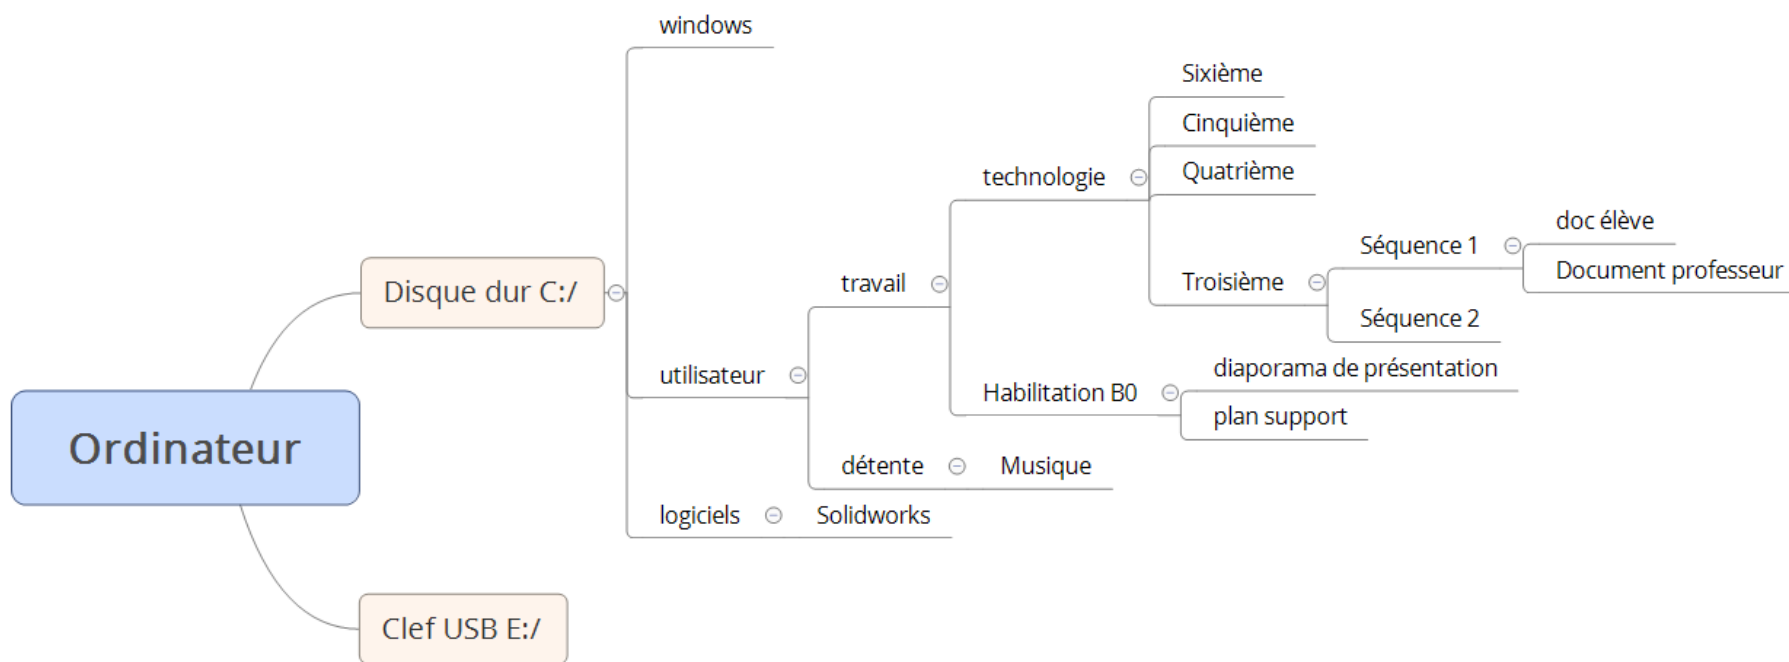 Ordinateur
Disque dur C:/
windows
utilisateur
travail
technologie
Sixième
Cinquième
Quatrième
Troisième
Séquence 1
doc élève
Document professeur
Séquence 2
Habilitation B0
diaporama de présentation
plan support
détente
Musique
logiciels
Solidworks
Clef USB E:/